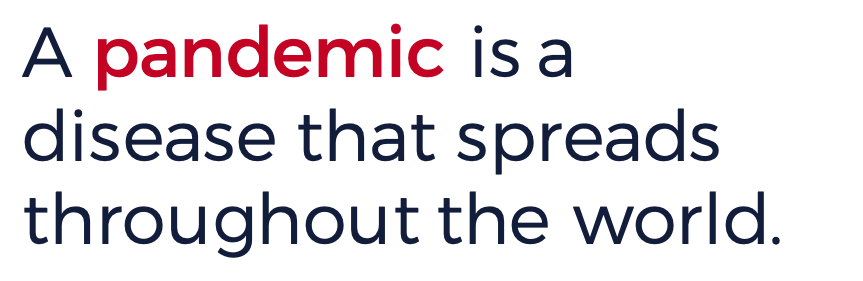 A pandemic is a
disease that spreads
throughout the world.